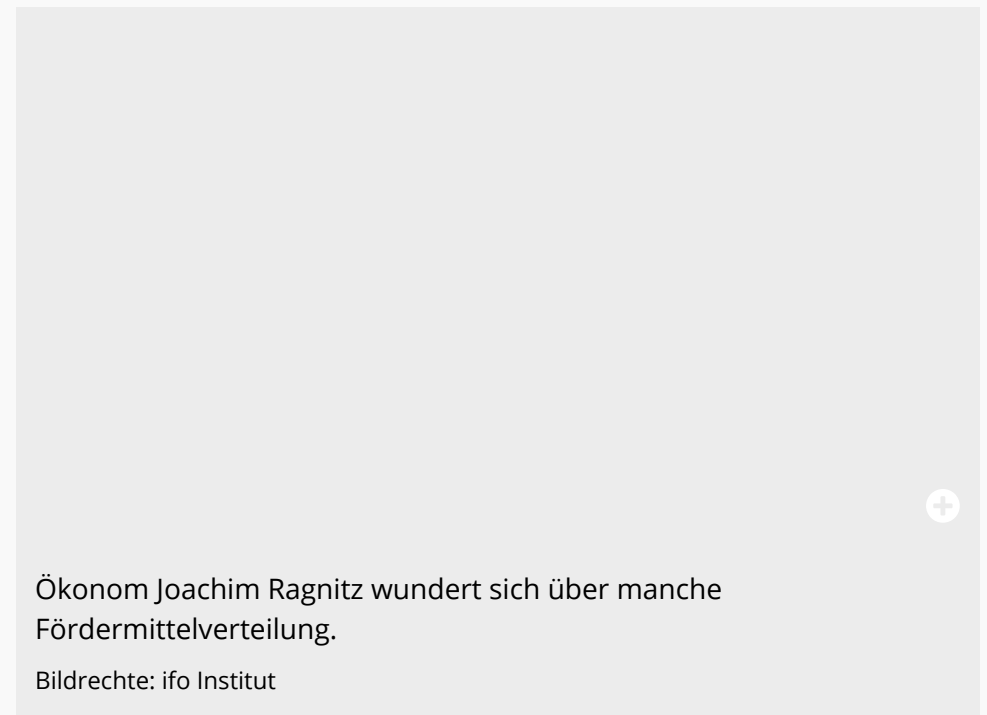 Ökonom Joachim Ragnitz wundert sich über manche
Fördermittelverteilung.
Bildrechte: ifo Institut